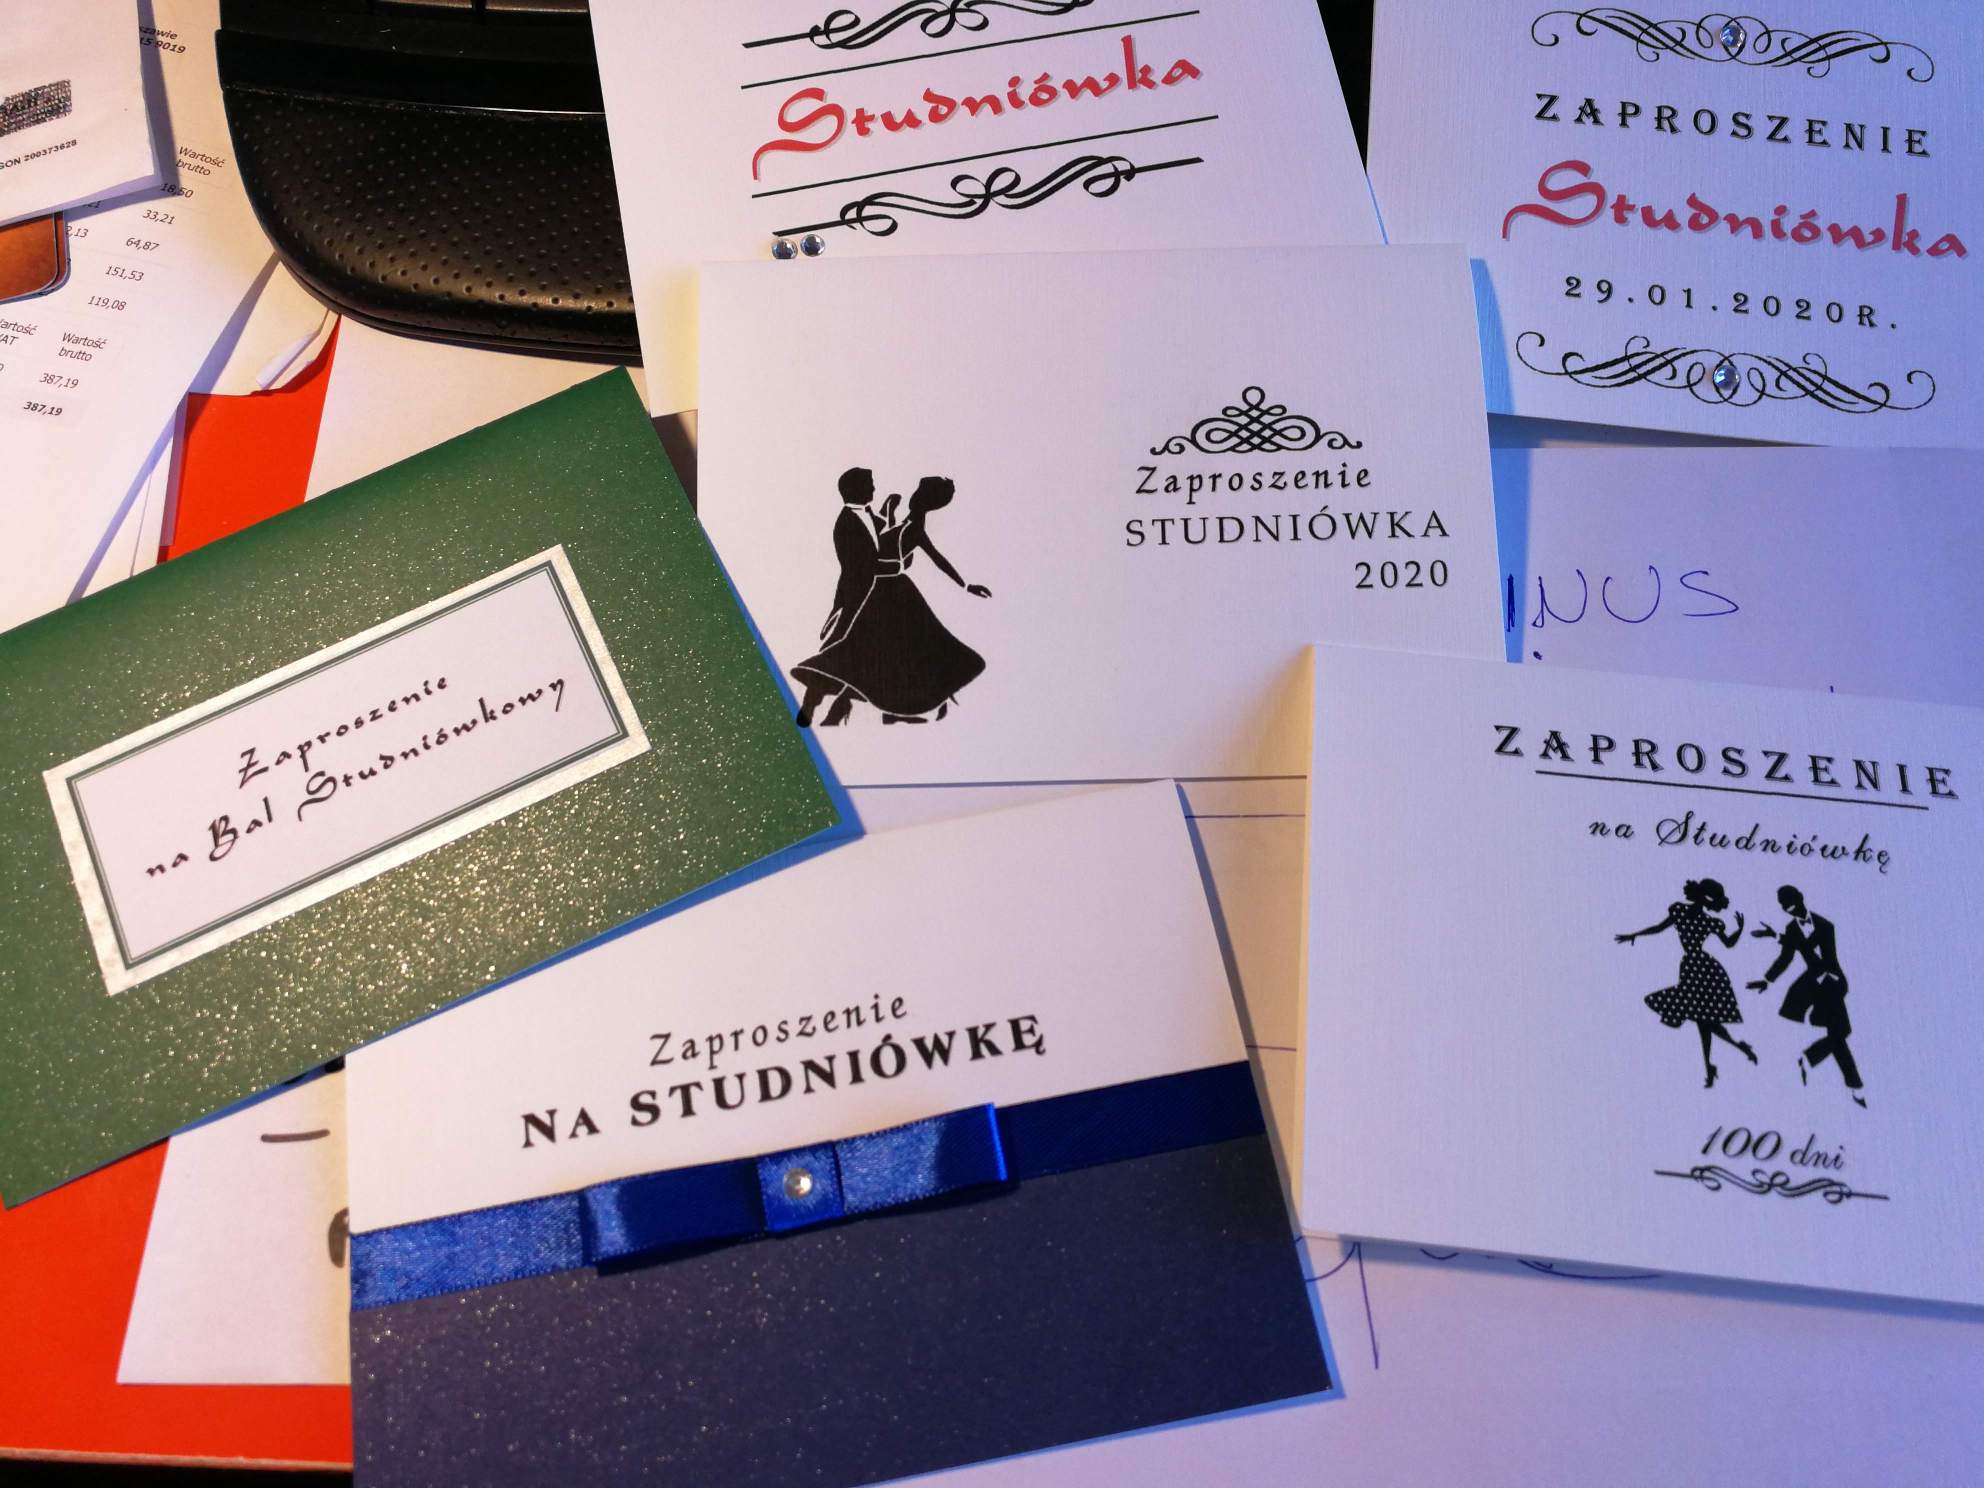 15 9019
Wartość
brutto
18,50
33,21
64,87
151,53
119,08
Wartość
brutto
387,19
387,19
Studniówka
ZAPROSZENIE
Studniówka
29.01.2020R.
Zaproszenie
STUDNIÓWKA
2020
Zaproszenie
na Bal Studniówkowy
Zaproszenie
NA STUDNIÓWKĘ
ZAPROSZENIE
na Studniówkę
100 dni